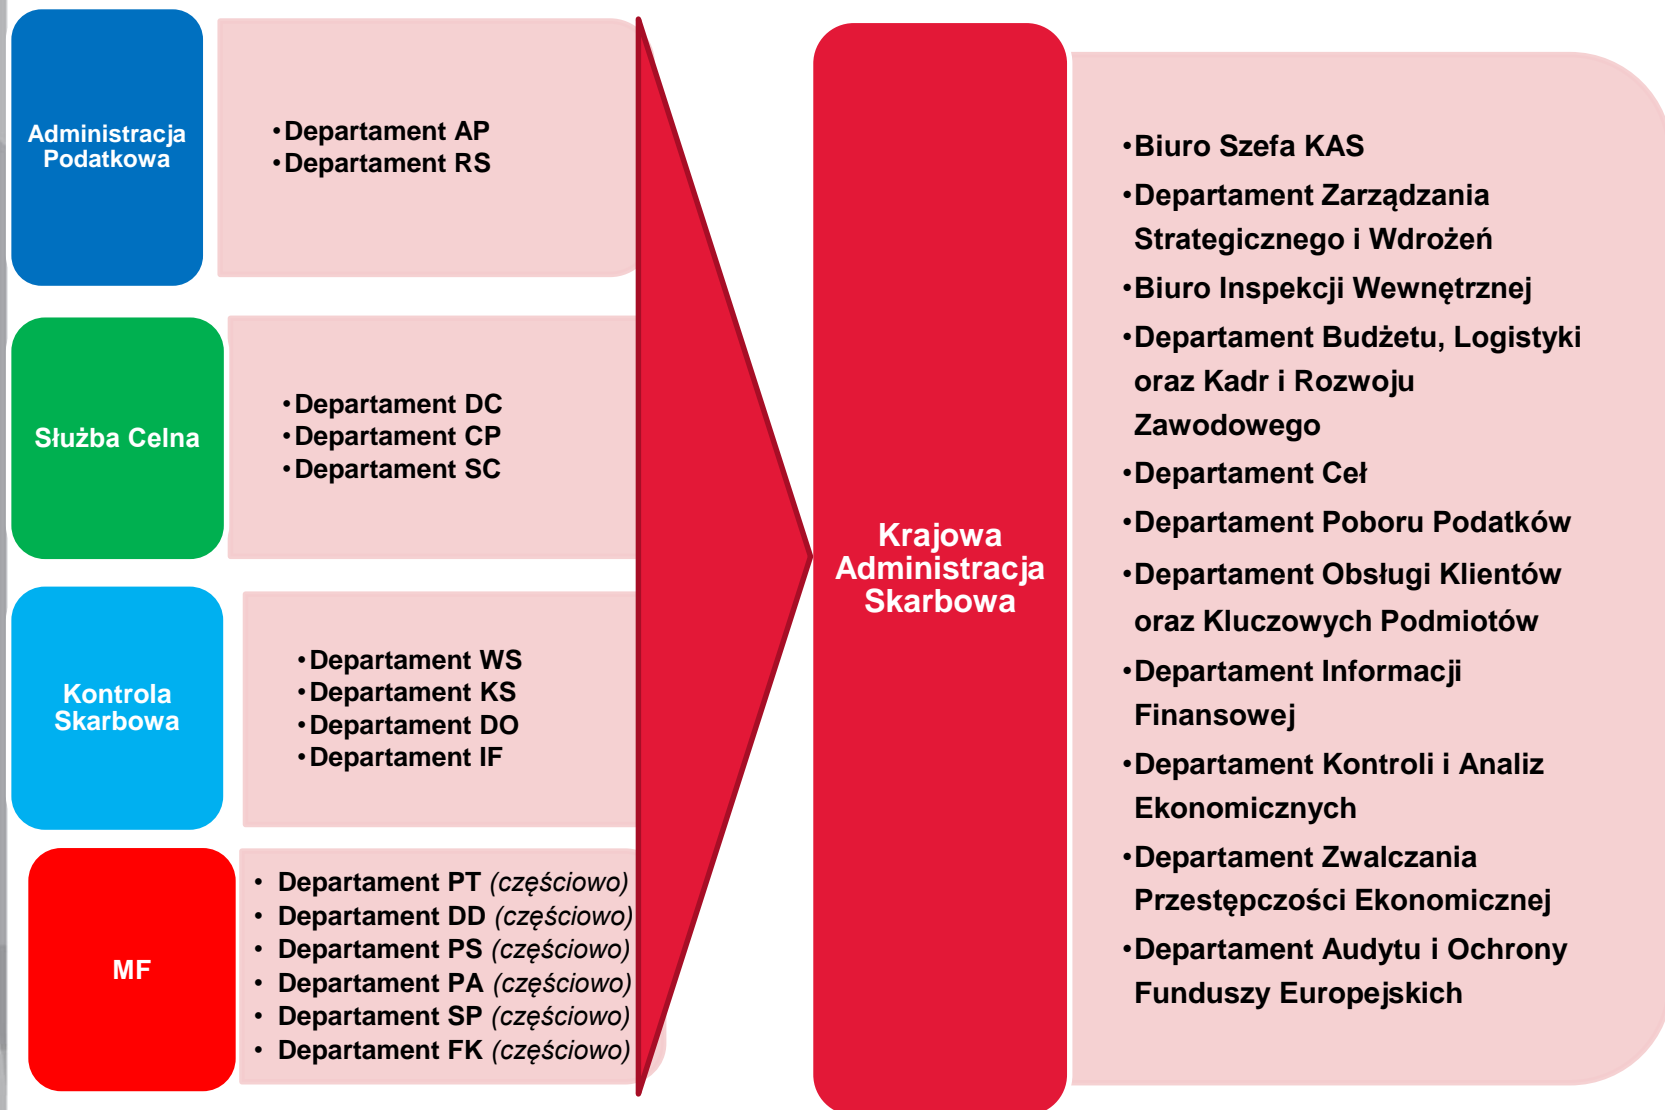 Administracja
Podatkowa
•Departament AP
•Departament RS
Służba Celna
•Departament DC
•Departament CP
•Departament SC
Kontrola
Skarbowa
•Departament WS
•Departament KS
•Departament DO
•Departament IF
MF
• Departament PT (częściowo)
• Departament DD (częściowo)
• Departament PS (częściowo)
• Departament PA (częściowo)
• Departament SP (częściowo)
• Departament FK (częściowo)
Krajowa
Administracja
Skarbowa
•Biuro Szefa KAS
•Departament Zarządzania
Strategicznego i Wdrożeń
•Biuro Inspekcji Wewnętrznej
•Departament Budżetu, Logistyki
oraz Kadr i Rozwoju
Zawodowego
•Departament Ceł
•Departament Poboru Podatków
•Departament Obsługi Klientów
oraz Kluczowych Podmiotów
•Departament Informacji
Finansowej
•Departament Kontroli i Analiz
Ekonomicznych
•Departament Zwalczania
Przestępczości Ekonomicznej
•Departament Audytu i Ochrony
Funduszy Europejskich